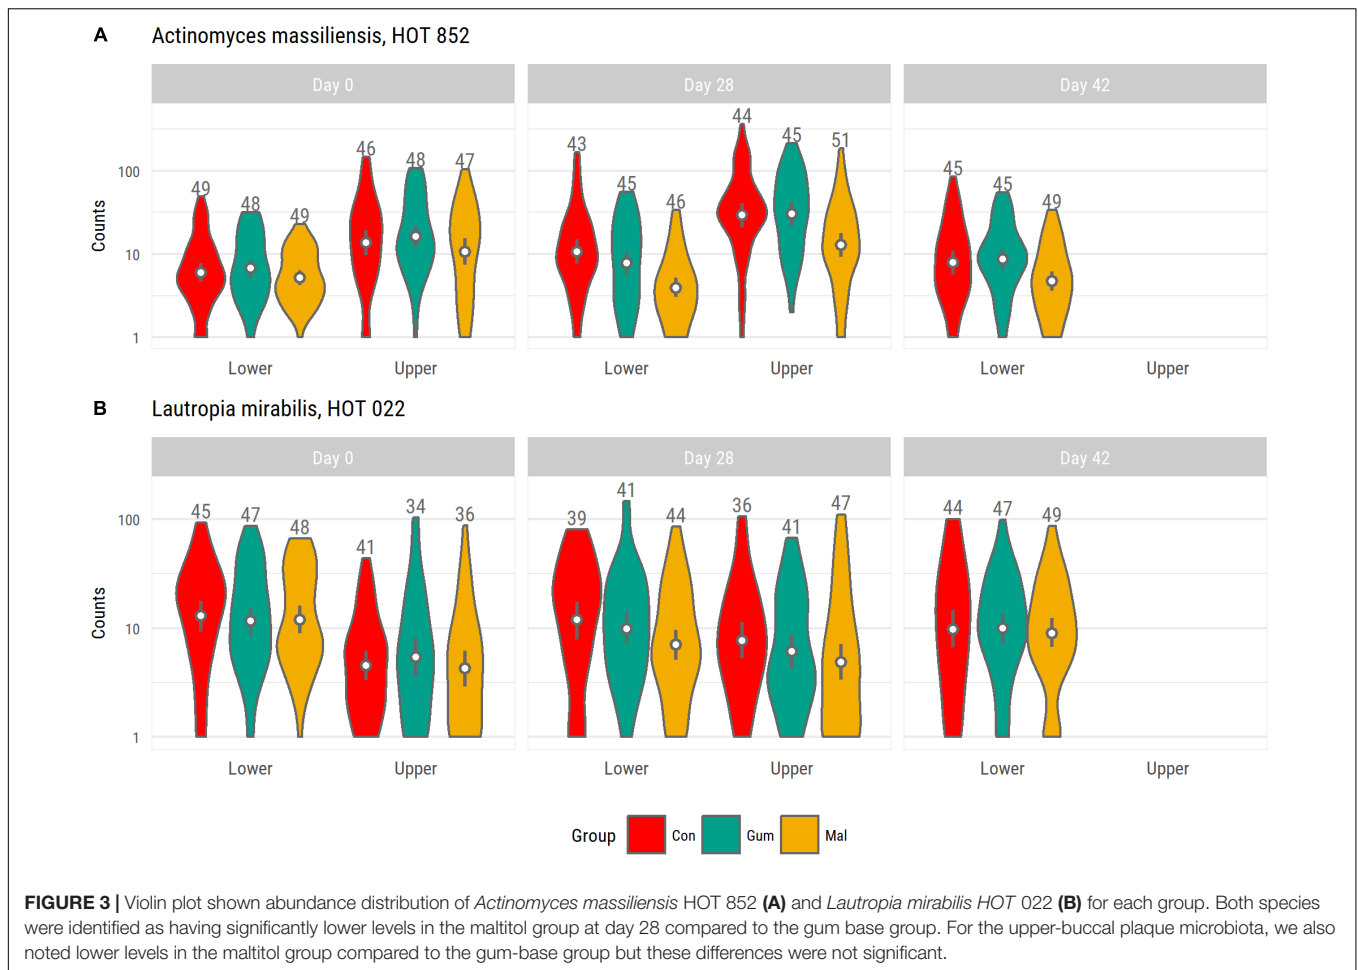 A Actinomyces massiliensis, HOT 852
Day 0 Day 28 Day 42
Counts
100
10
1
49 48 49 46 48 47
43 45 46 44 45 51
45 45 49
Lower Upper Lower Upper Lower Upper
B Lautropia mirabilis, HOT 022
Day 0 Day 28 Day 42
Counts
100
10
1
45 47 48 41 34 36
39 41 44 36 41 47
44 47 49
Lower Upper Lower Upper Lower Upper
Group Con Gum Mal
FIGURE 3 | Violin plot shown abundance distribution of Actinomyces massiliensis HOT 852 (A) and Lautropia mirabilis HOT 022 (B) for each group. Both species
were identified as having significantly lower levels in the maltitol group at day 28 compared to the gum base group. For the upper-buccal plaque microbiota, we also
noted lower levels in the maltitol group compared to the gum-base group but these differences were not significant.